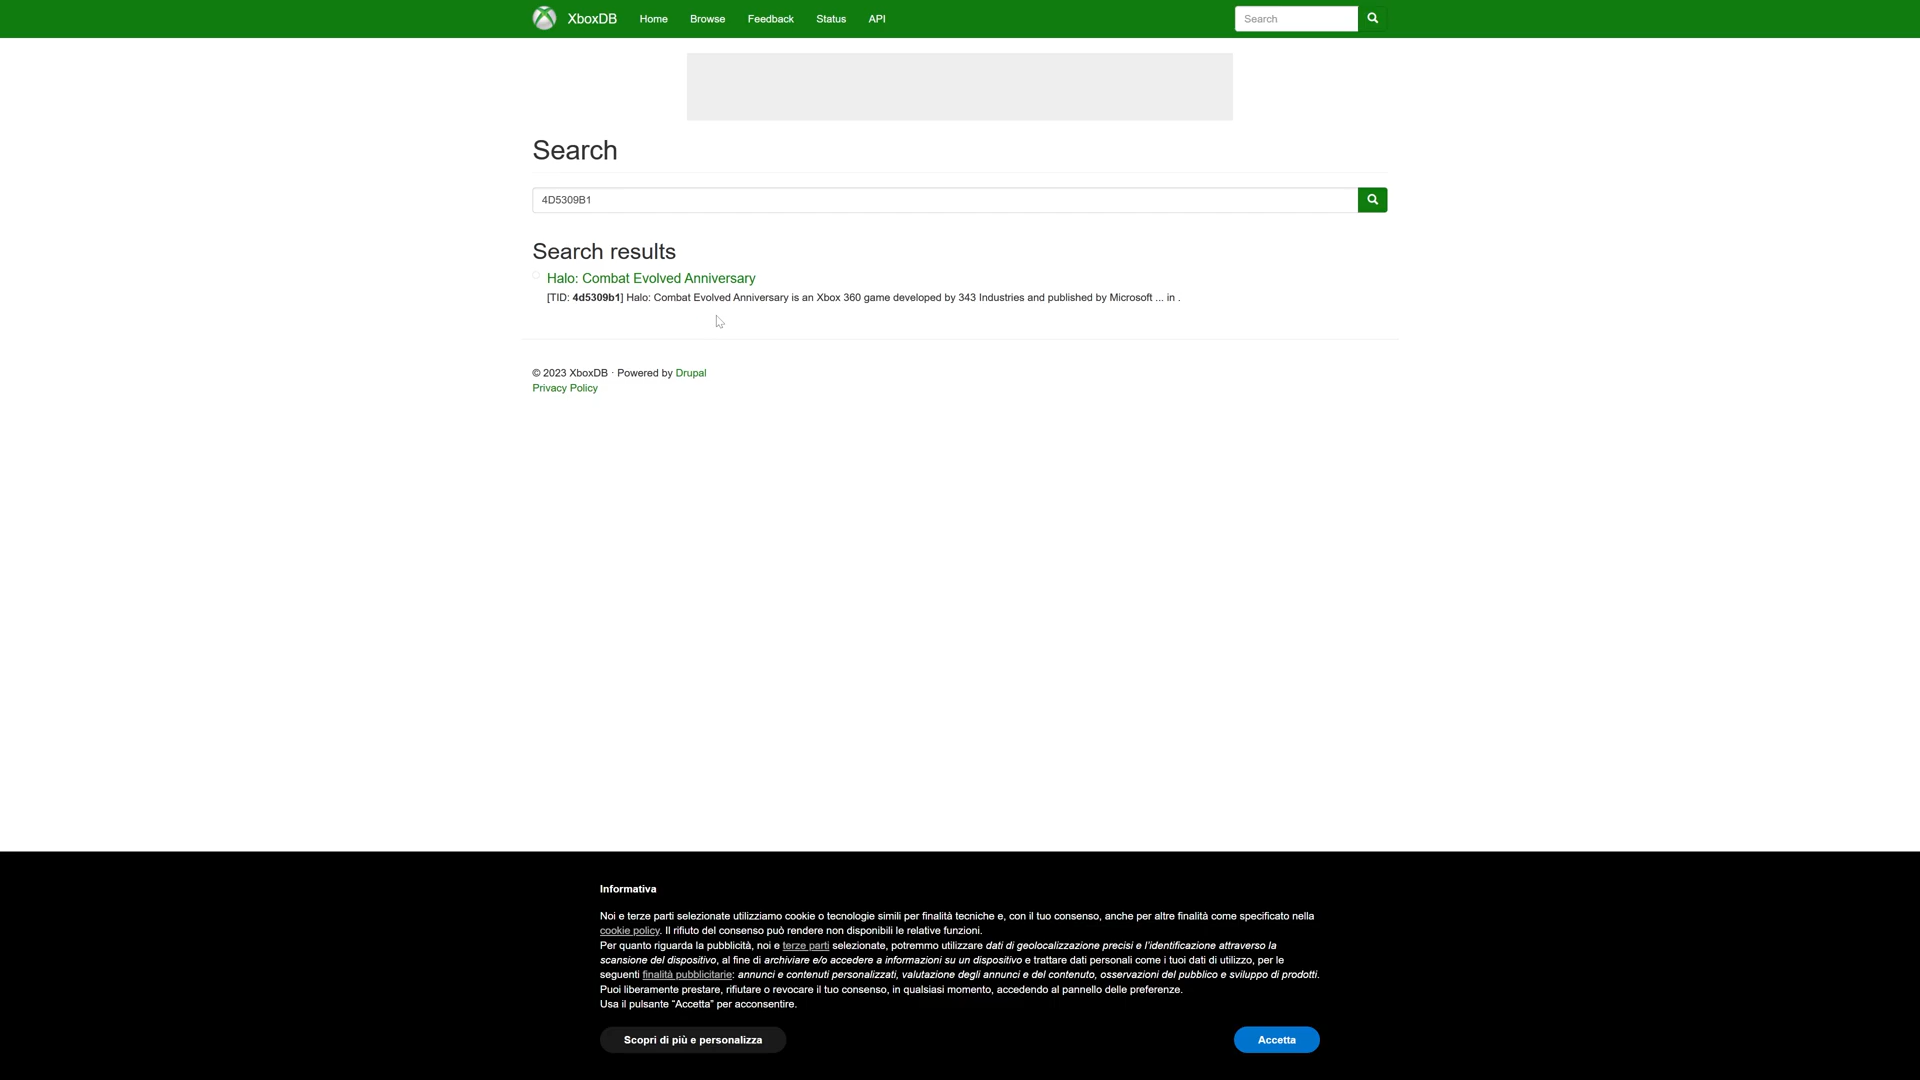 XboxDB Home Browse Feedback Status API Search
Search
4D5309B1
Search results
Halo: Combat Evolved Anniversary
[TID: 4d5309b1] Halo: Combat Evolved Anniversary is an Xbox 360 game developed by 343 Industries and published by Microsoft ... in .
© 2023 XboxDB · Powered by Drupal
Privacy Policy
Informativa
Noi e terze parti selezionate utilizziamo cookie o tecnologie simili per finalità tecniche e, con il tuo consenso, anche per altre finalità come specificato nella
cookie policy. Il rifiuto del consenso può rendere non disponibili le relative funzioni.
Per quanto riguarda la pubblicità, noi e terze parti selezionate, potremmo utilizzare dati di geolocalizzazione precisi e l'identificazione attraverso la
scansione del dispositivo, al fine di archiviare e/o accedere a informazioni su un dispositivo e trattare dati personali come i tuoi dati di utilizzo, per le
seguenti finalità pubblicitarie: annunci e contenuti personalizzati, valutazione degli annunci e del contenuto, osservazioni del pubblico e sviluppo di prodotti.
Puoi liberamente prestare, rifiutare o revocare il tuo consenso, in qualsiasi momento, accedendo al pannello delle preferenze.
Usa il pulsante "Accetta" per acconsentire.
Scopri di più e personalizza Accetta